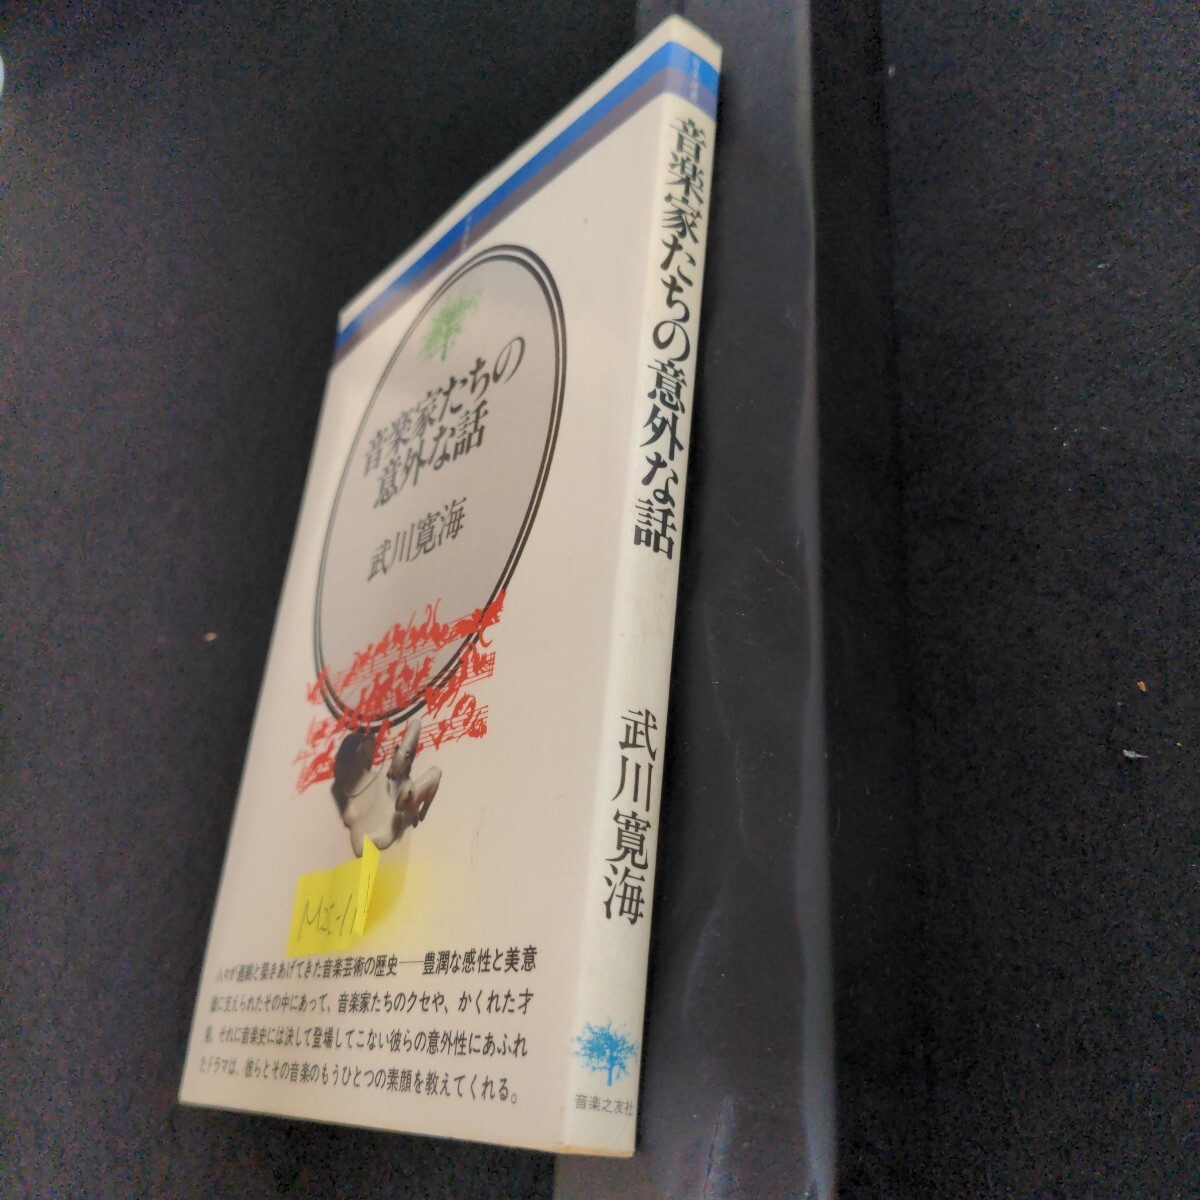 音楽家たちの
意外な話
武川寛海
M2C-11
人々が連綿と築きあげてきた音楽芸術の歴史──豊潤な感性と美意
識に支えられたその中にあって、音楽家たちのクセや、かくれた才
能、それに音楽史には決して登場してこない彼らの意外性にあふれ
たドラマは、彼らとその音楽のもうひとつの素顔を教えてくれる。
音楽家たちの意外な話
武川寛海
音楽之友社